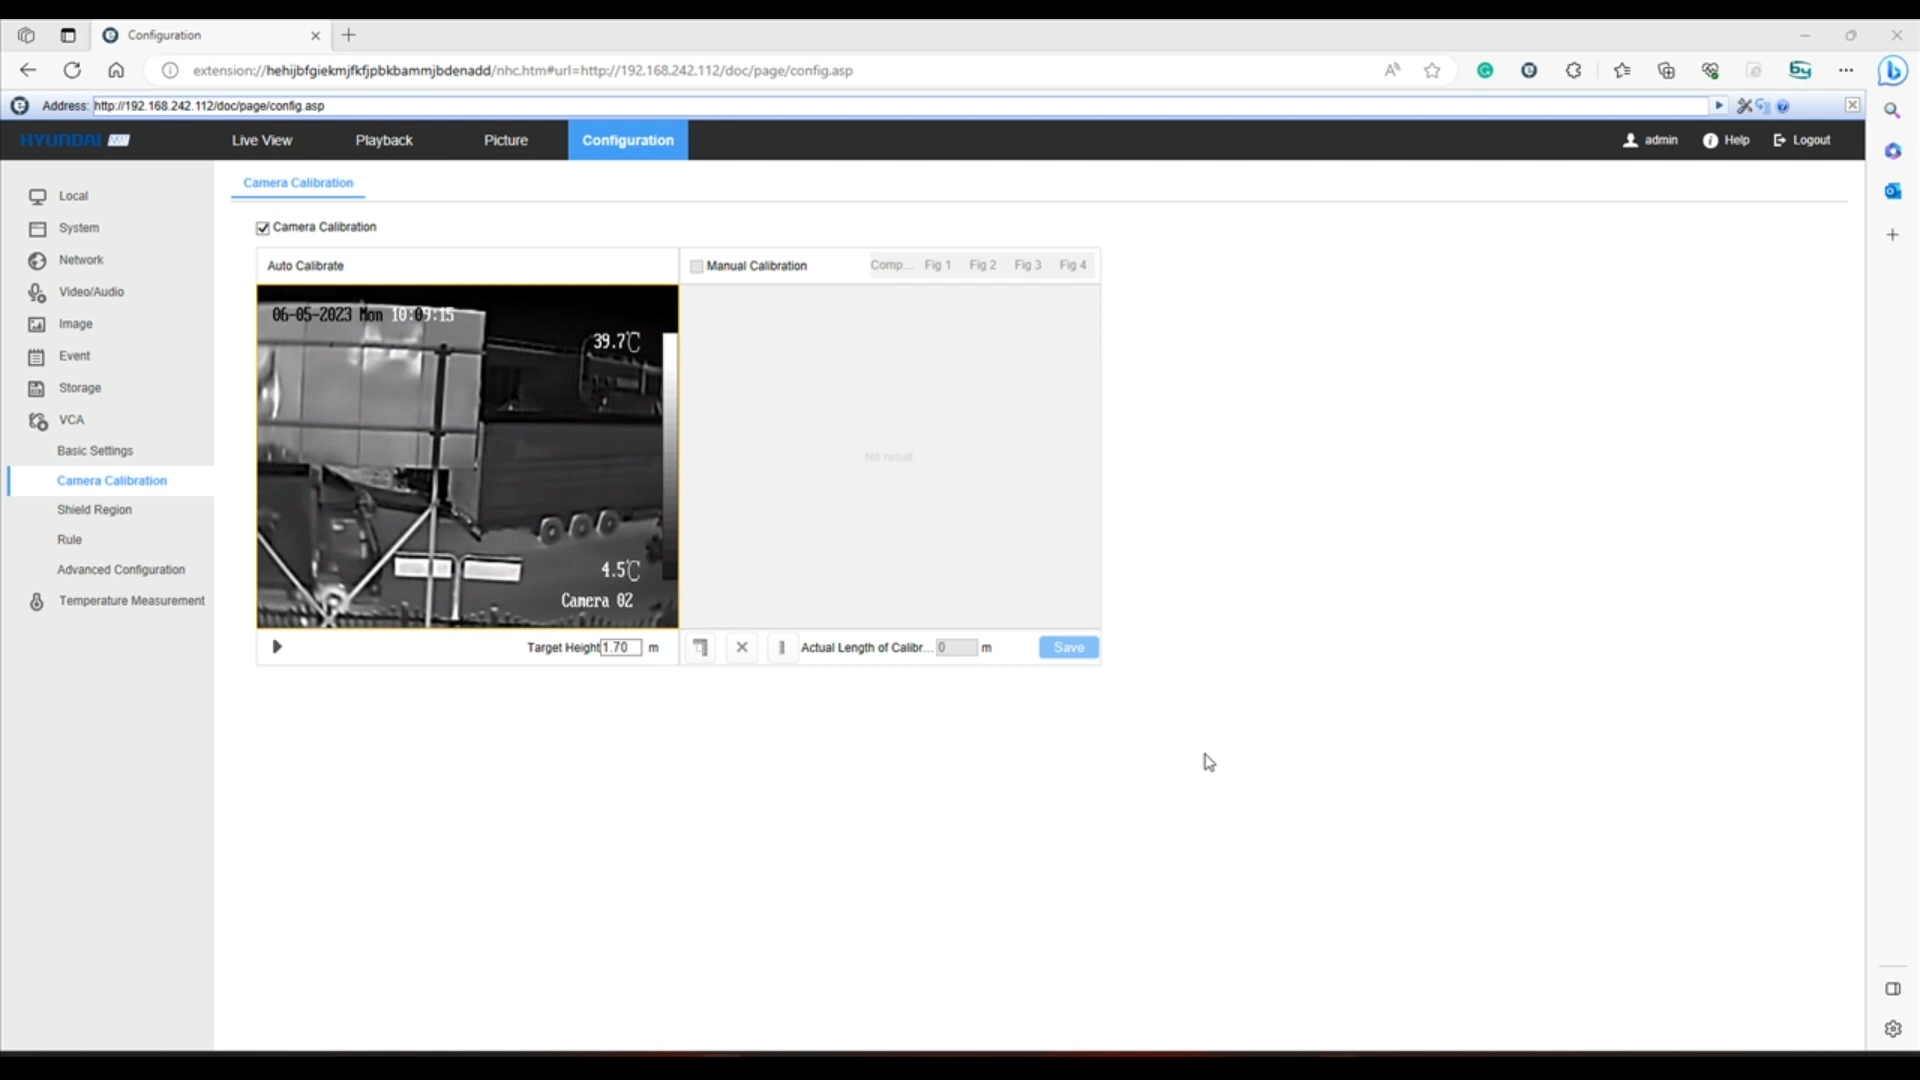 Configuration
extension://hehijbfgiekmjfkfjpbkbammjbdenadd/nhc.htm#url=http://192.168.242.112/doc/page/config.asp
Address: http://192.168.242.112/doc/page/config.asp
HYUNDAI
Live View
Playback
Picture
Configuration
admin
Help
Logout
Local
System
Network
Video/Audio
Image
Event
Storage
VCA
Basic Settings
Camera Calibration
Shield Region
Rule
Advanced Configuration
Temperature Measurement
Camera Calibration
Camera Calibration
Auto Calibrate
Manual Calibration
Comp...
Fig 1
Fig 2
Fig 3
Fig 4
06-05-2023 Mon 10:09:15
39.7℃
4.5℃
Camera 02
No result.
Target Height 1.70 m
Actual Length of Calibr... 0 m
Save